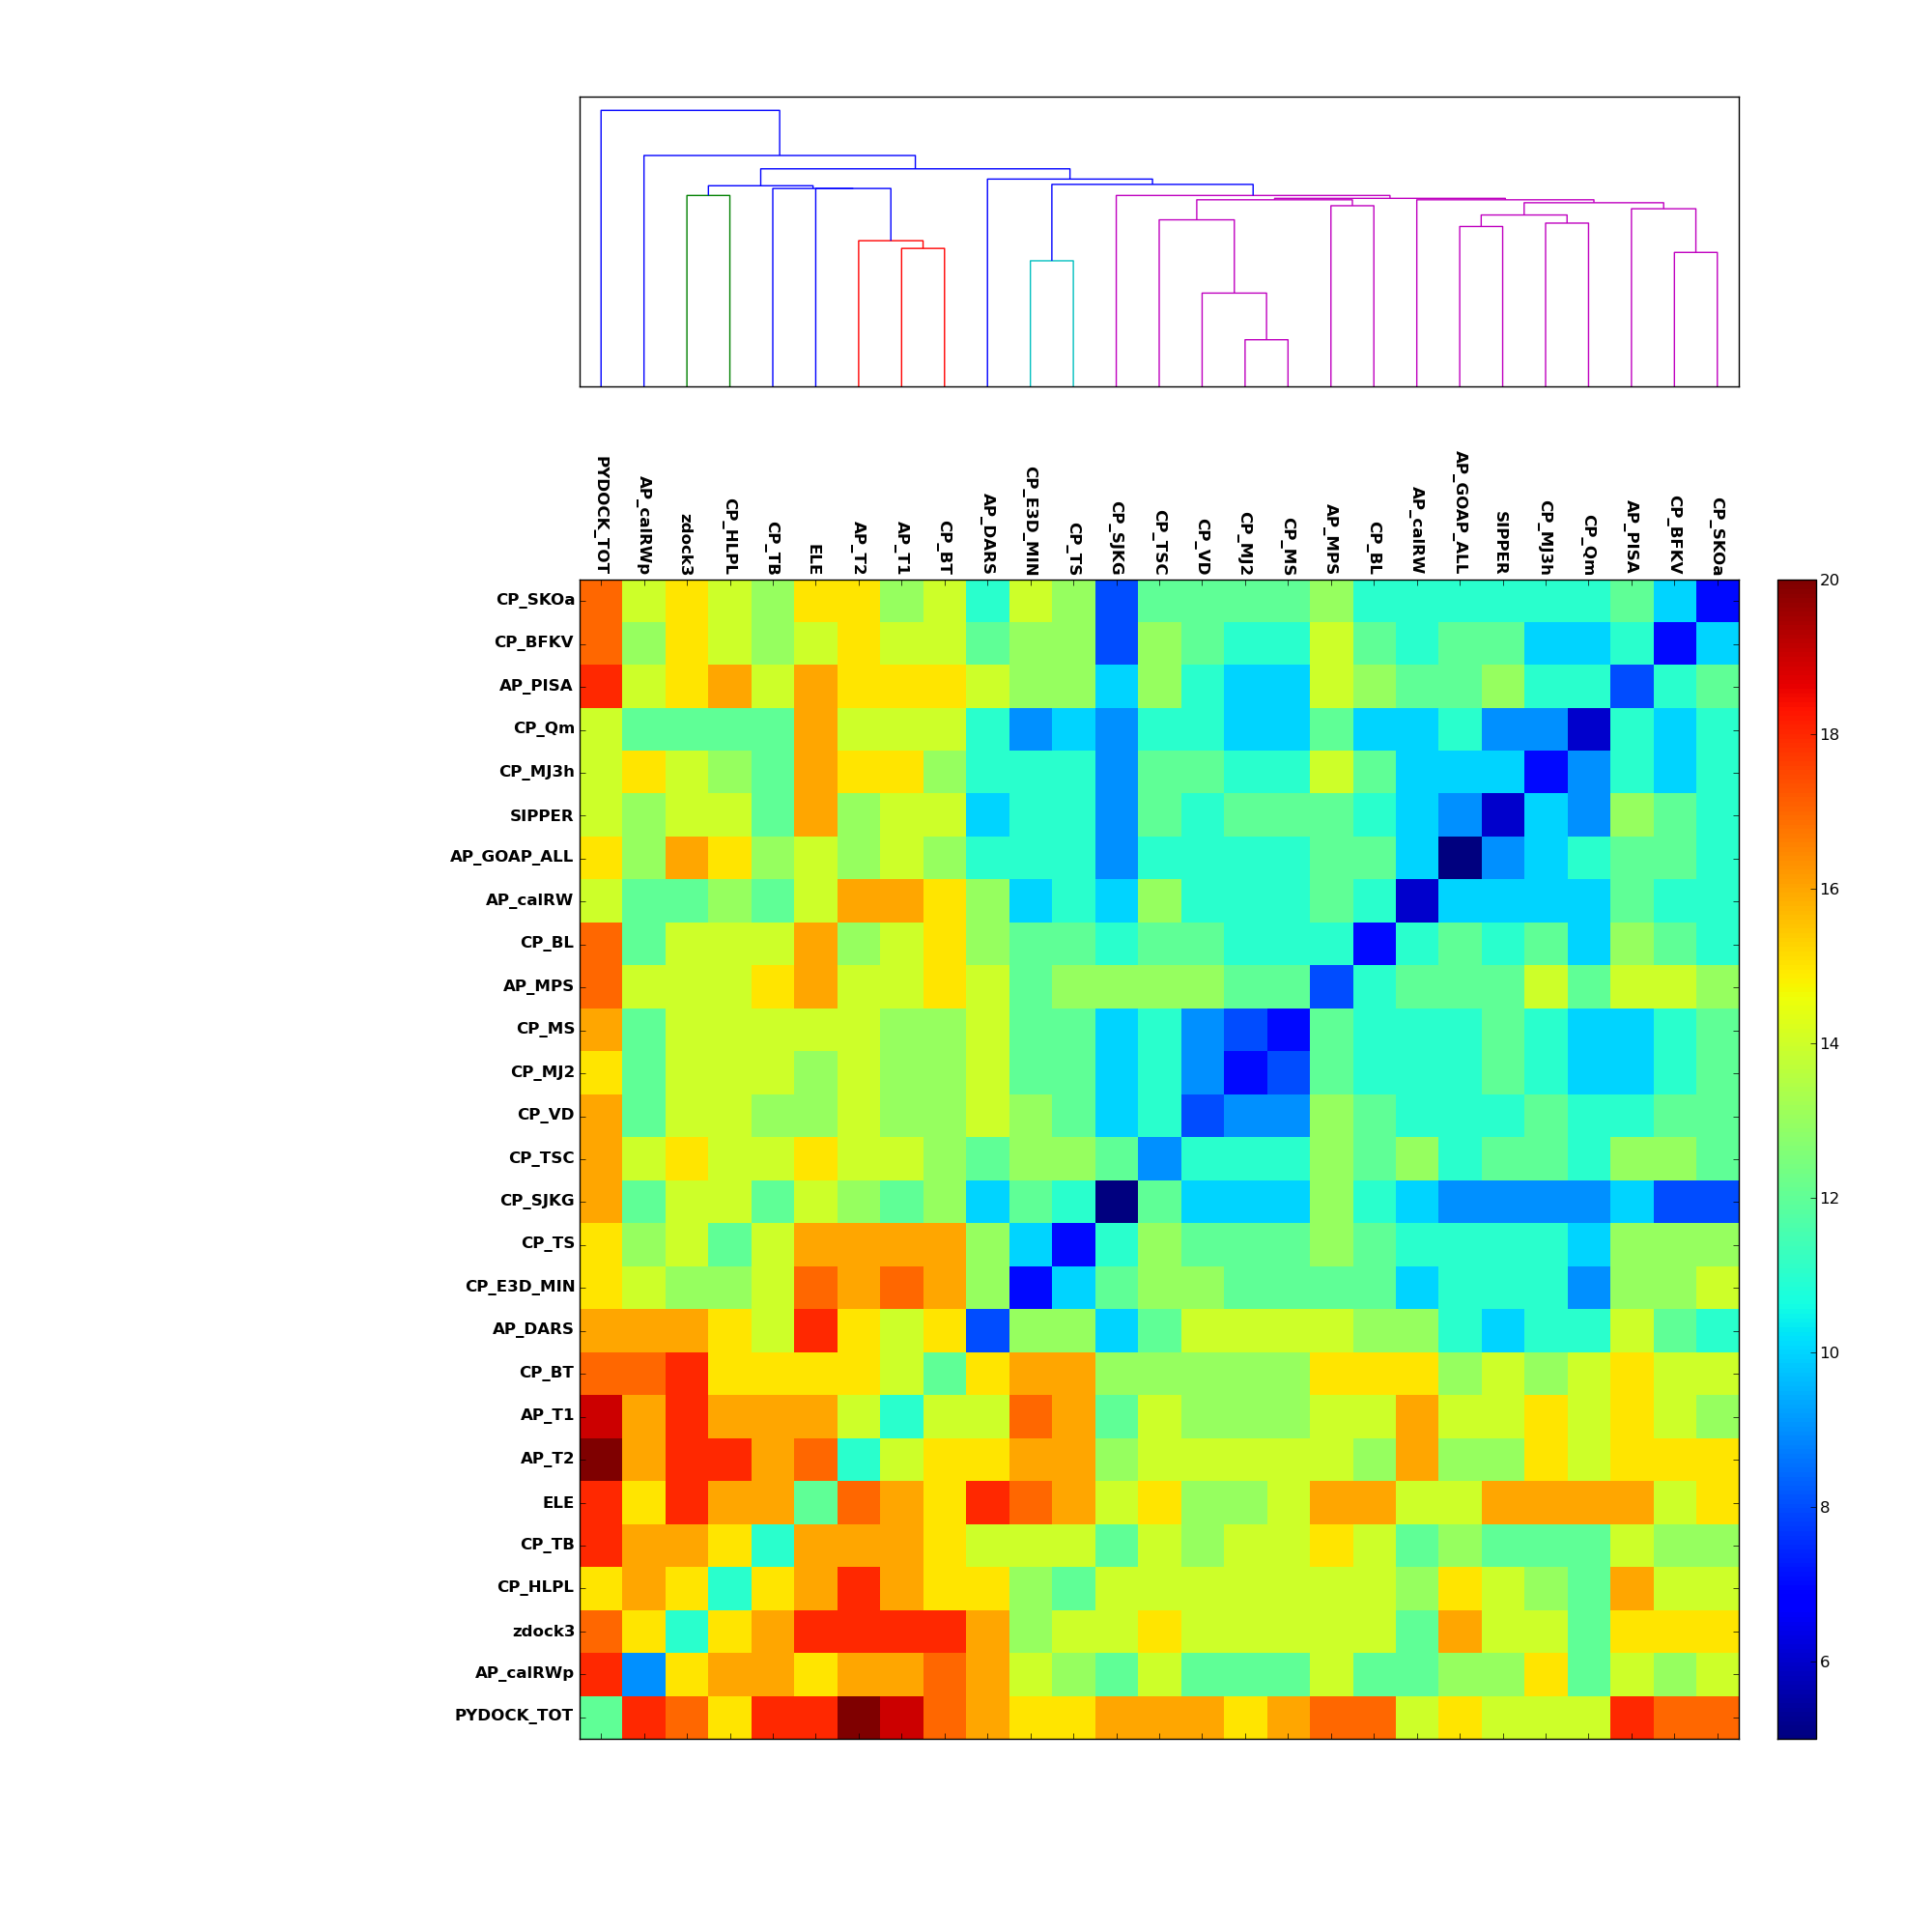 PYDOCK_TOT
AP_calRWp
zdock3
CP_HLPL
CP_TB
ELE
AP_T2
AP_T1
CP_BT
AP_DARS
CP_E3D_MIN
CP_TS
CP_SJKG
CP_TSC
CP_VD
CP_MJ2
CP_MS
AP_MPS
CP_BL
AP_calRW
AP_GOAP_ALL
SIPPER
CP_MJ3h
CP_Qm
AP_PISA
CP_BFKV
CP_SKOa
CP_SKOa
CP_BFKV
AP_PISA
CP_Qm
CP_MJ3h
SIPPER
AP_GOAP_ALL
AP_calRW
CP_BL
AP_MPS
CP_MS
CP_MJ2
CP_VD
CP_TSC
CP_SJKG
CP_TS
CP_E3D_MIN
AP_DARS
CP_BT
AP_T1
AP_T2
ELE
CP_TB
CP_HLPL
zdock3
AP_calRWp
PYDOCK_TOT
20
18
16
14
12
10
8
6